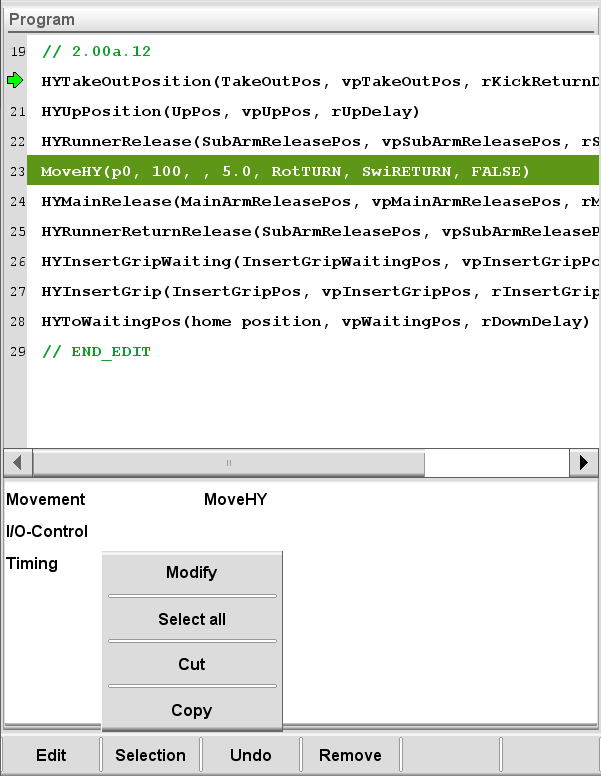 Program
19 // 2.00a.12
HYTakeOutPosition(TakeOutPos, vpTakeOutPos, rKickReturnD
21 HYUpPosition(UpPos, vpUpPos, rUpDelay)
22 HYRunnerRelease(SubArmReleasePos, vpSubArmReleasePos, rS
23 MoveHY(p0, 100, , 5.0, RotTURN, SwiRETURN, FALSE)
24 HYMainRelease(MainArmReleasePos, vpMainArmReleasePos, rM
25 HYRunnerReturnRelease(SubArmReleasePos, vpSubArmReleaseP
26 HYInsertGripWaiting(InsertGripWaitingPos, vpInsertGripPo
27 HYInsertGrip(InsertGripPos, vpInsertGripPos, rInsertGrip
28 HYToWaitingPos(home position, vpWaitingPos, rDownDelay)
29 // END_EDIT
Movement MoveHY
I/O-Control
Timing
Modify
Select all
Cut
Copy
Edit Selection Undo Remove